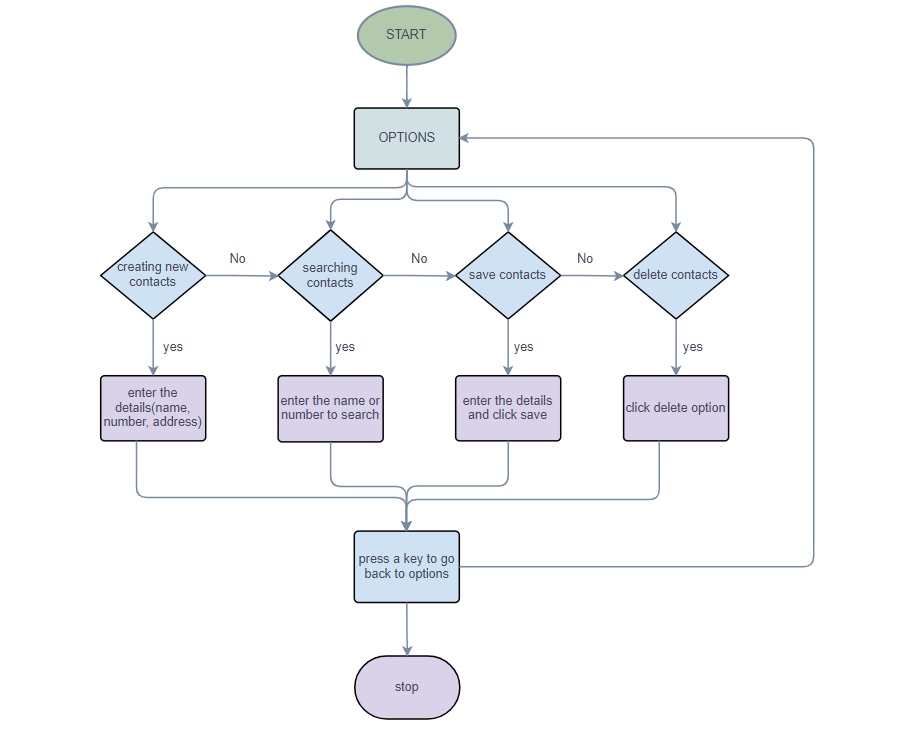 START
OPTIONS
creating new
contacts
No
searching
contacts
No
save contacts
No
delete contacts
yes
yes
yes
yes
enter the
details(name,
number, address)
enter the name or
number to search
enter the details
and click save
click delete option
press a key to go
back to options
stop